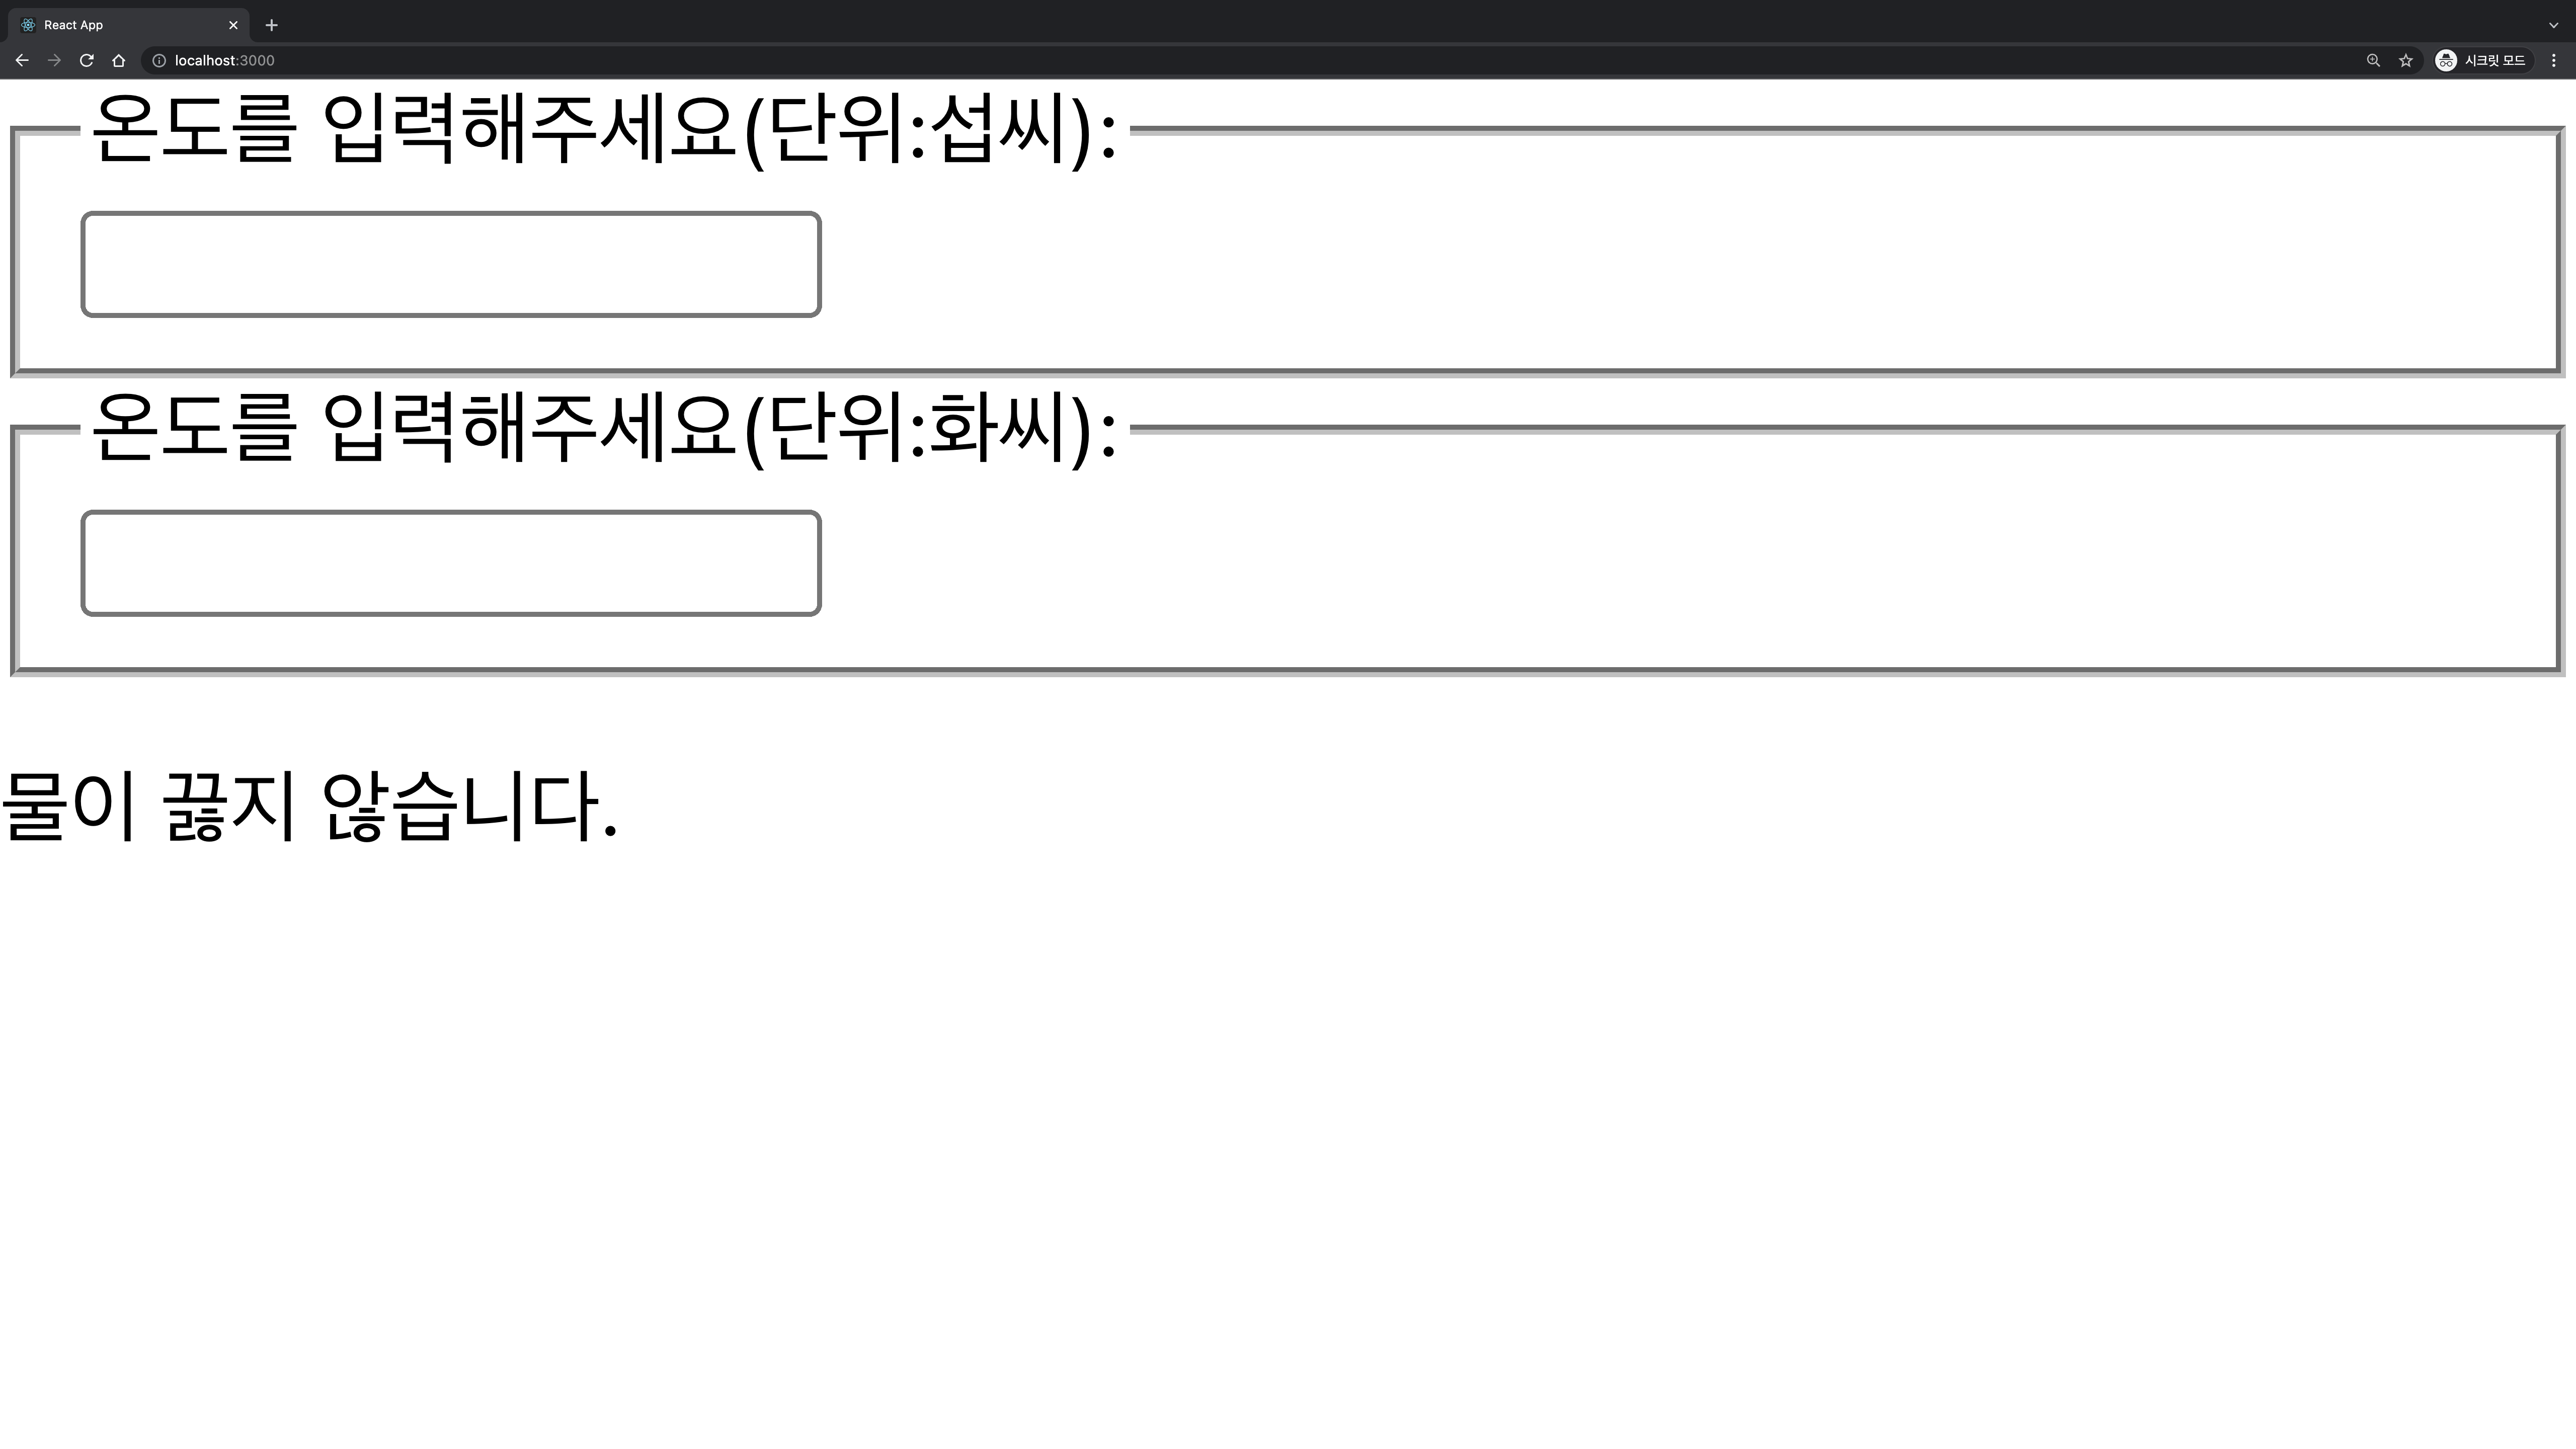 React App
localhost:3000
시크릿 모드
온도를 입력해주세요(단위:섭씨):
온도를 입력해주세요(단위:화씨):
물이 끓지 않습니다.